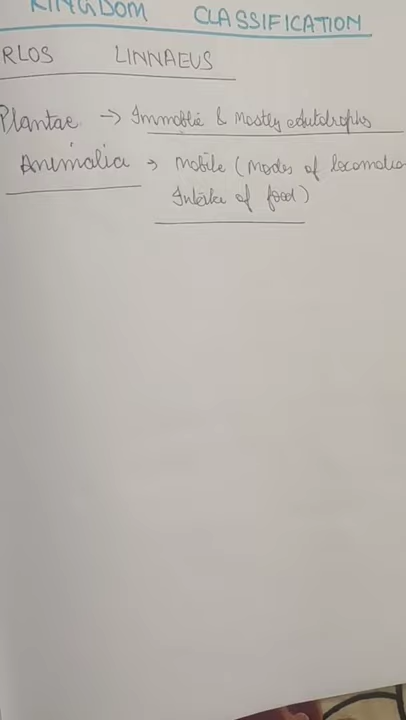 KINGDOM CLASSIFICATION
RLOS LINNAEUS
Plantae → Immobile & Mostly autotrophs
Animalia → mobile (Modes of locomotio
Intake of food)